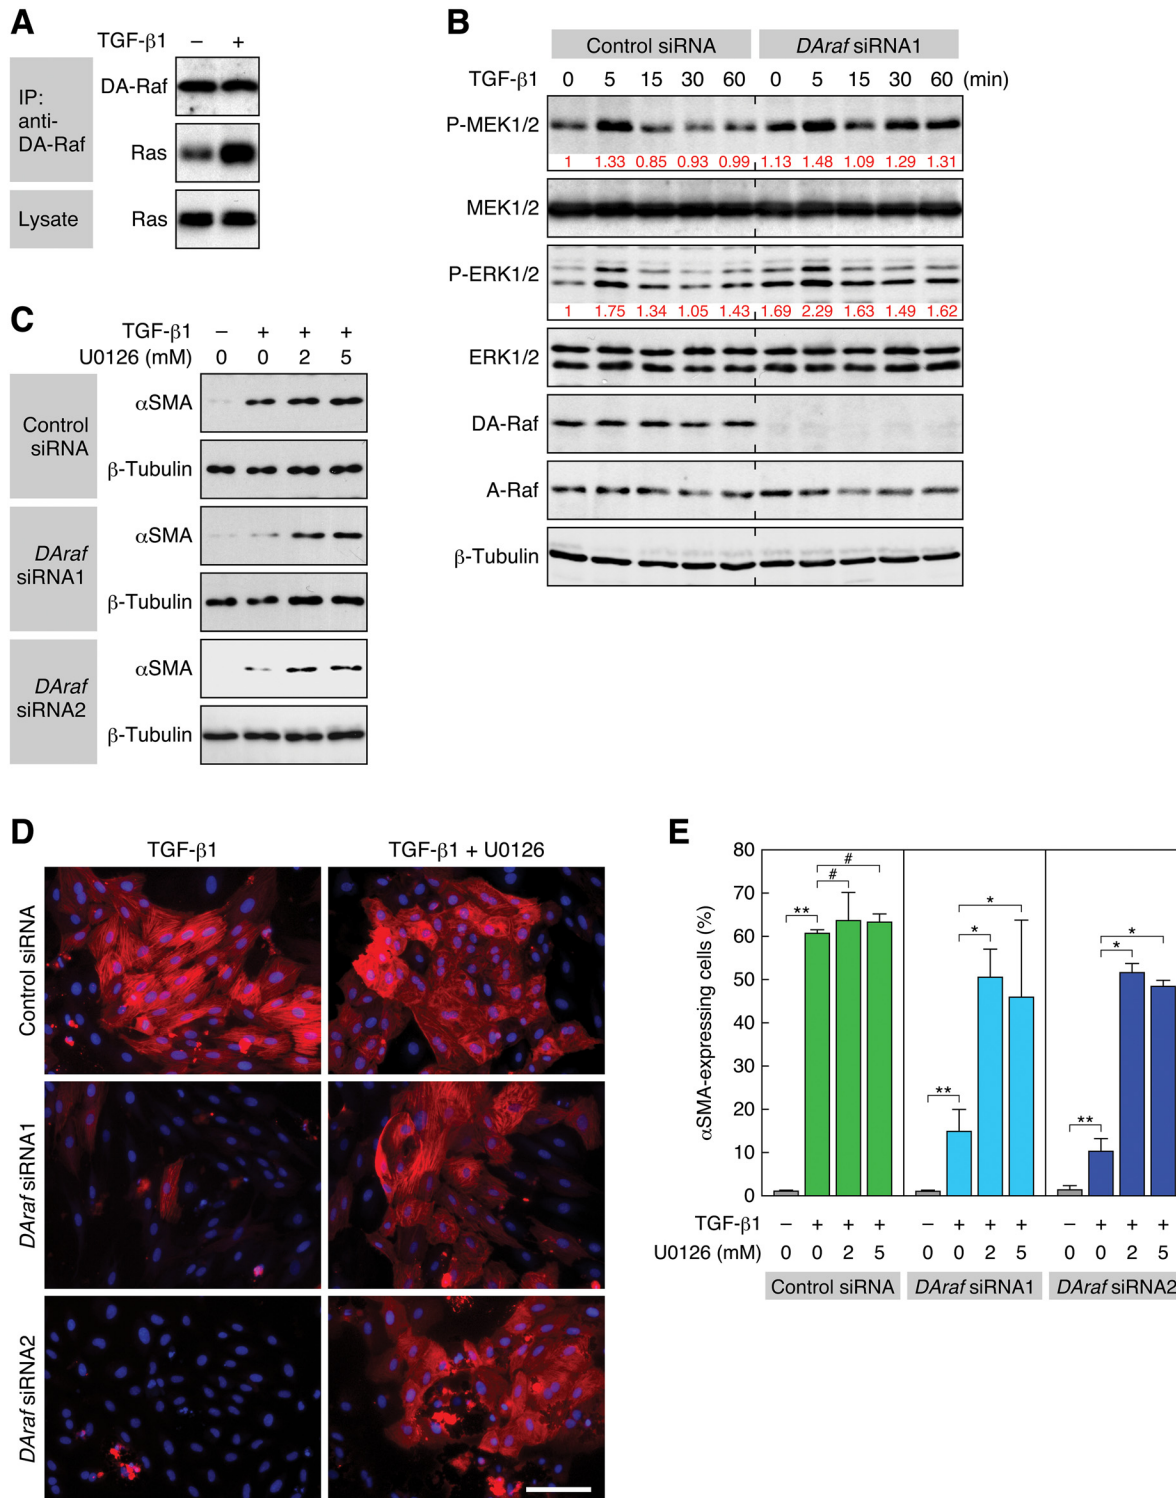 A
TGF-β1 – +
IP:
anti-
DA-Raf
DA-Raf
Ras
Lysate
Ras
B
Control siRNA DAraf siRNA1
TGF-β1 0 5 15 30 60 0 5 15 30 60 (min)
P-MEK1/2
1 1.33 0.85 0.93 0.99 1.13 1.48 1.09 1.29 1.31
MEK1/2
P-ERK1/2
1 1.75 1.34 1.05 1.43 1.69 2.29 1.63 1.49 1.62
ERK1/2
DA-Raf
A-Raf
β-Tubulin
C
TGF-β1 – + + +
U0126 (mM) 0 0 2 5
Control
siRNA
αSMA
β-Tubulin
DAraf
siRNA1
αSMA
β-Tubulin
DAraf
siRNA2
αSMA
β-Tubulin
D
TGF-β1 TGF-β1 + U0126
Control siRNA
DAraf siRNA1
DAraf siRNA2
E
αSMA-expressing cells (%)
80
70
60
50
40
30
20
10
0
** # #
** * *
** * *
TGF-β1 – + + + – + + + – + + +
U0126 (mM) 0 0 2 5 0 0 2 5 0 0 2 5
Control siRNA DAraf siRNA1 DAraf siRNA2